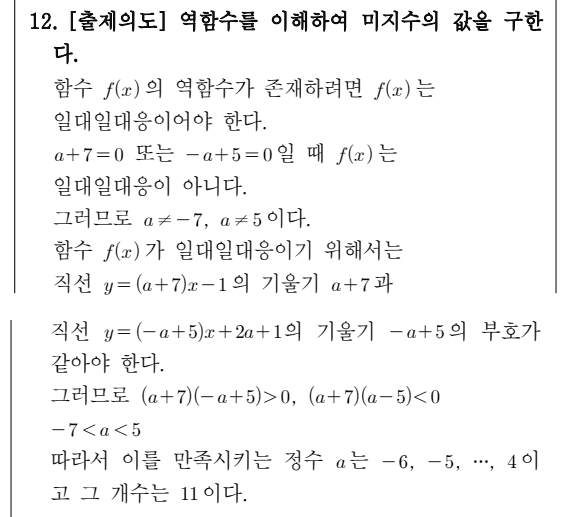 12. [출제의도] 역함수를 이해하여 미지수의 값을 구한
다.
함수 f(x)의 역함수가 존재하려면 f(x)는
일대일대응이어야 한다.
a+7=0 또는 -a+5=0일 때 f(x)는
일대일대응이 아니다.
그러므로 a≠-7, a≠5이다.
함수 f(x)가 일대일대응이기 위해서는
직선 y=(a+7)x-1의 기울기 a+7과
직선 y=(-a+5)x+2a+1의 기울기 -a+5의 부호가
같아야 한다.
그러므로 (a+7)(-a+5)>0, (a+7)(a-5)<0
-7<a<5
따라서 이를 만족시키는 정수 a는 -6, -5, ⋯, 4이
고 그 개수는 11이다.